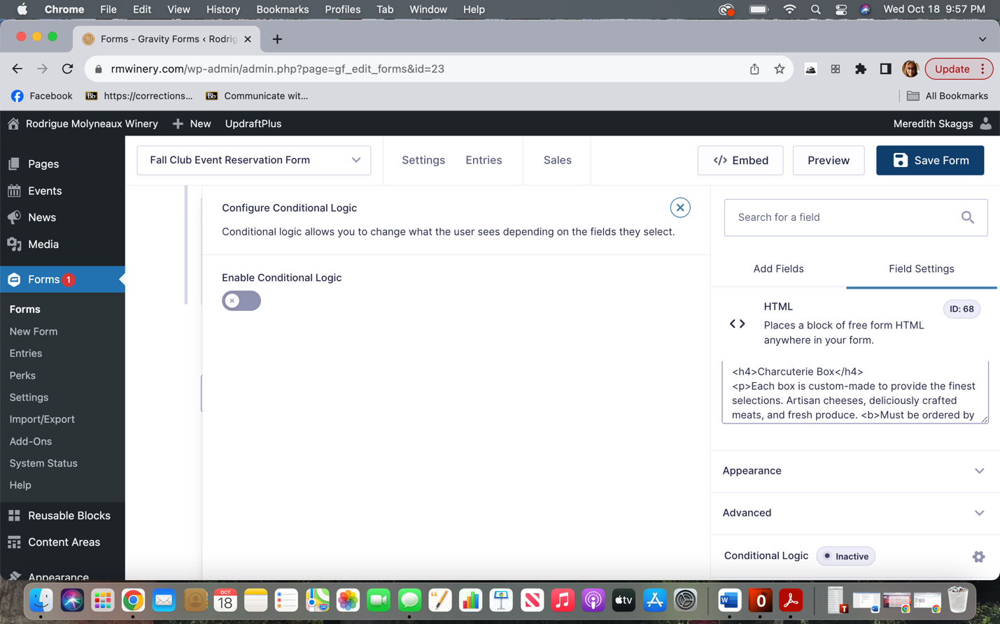 Chrome File Edit View History Bookmarks Profiles Tab Window Help Wed Oct 18 9:57 PM
Forms - Gravity Forms ‹ Rodrig
rmwinery.com/wp-admin/admin.php?page=gf_edit_forms&id=23 Update
Facebook Bb https://corrections... Bb Communicate wit... All Bookmarks
Rodrigue Molyneaux Winery New UpdraftPlus Meredith Skaggs
Pages
Events
News
Media
Forms 1
Forms
New Form
Entries
Perks
Settings
Import/Export
Add-Ons
System Status
Help
Reusable Blocks
Content Areas
Appearance
Fall Club Event Reservation Form Settings Entries Sales </> Embed Preview Save Form
Configure Conditional Logic
Conditional logic allows you to change what the user sees depending on the fields they select.
Enable Conditional Logic
Search for a field
Add Fields Field Settings
HTML ID: 68
Places a block of free form HTML
anywhere in your form.
<h4>Charcuterie Box</h4>
<p>Each box is custom-made to provide the finest
selections. Artisan cheeses, deliciously crafted
meats, and fresh produce. <b>Must be ordered by
Appearance
Advanced
Conditional Logic Inactive
OCT
18
tv
W
O
T